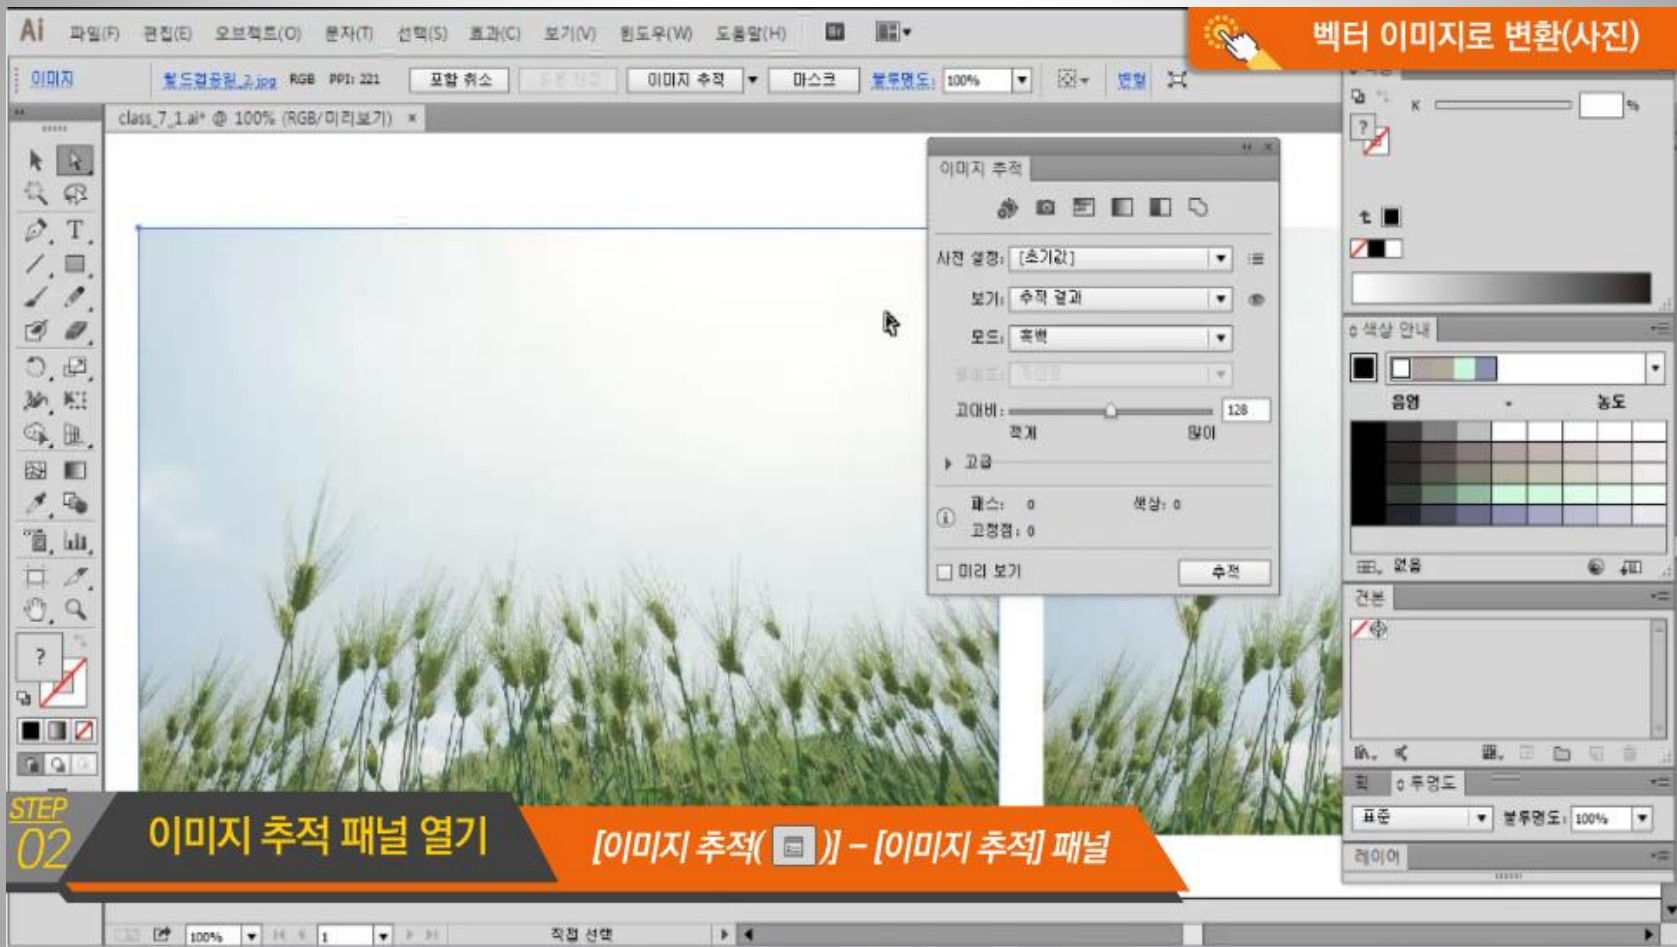 Ai 파일(F) 편집(E) 오브젝트(O) 문자(T) 선택(S) 효과(C) 보기(V) 윈도우(W) 도움말(H) Br
벡터 이미지로 변환(사진)
이미지 RGB PPI: 221 포함 취소 이미지 추적 마스크 불투명도: 100% 변형
class_7_1.ai* @ 100% (RGB/미리보기) ×
K %
이미지 추적
사전 설정: [초기값]
보기: 추적 결과
모드: 흑백
고대비: 128
적게 많이
고급
패스: 0 색상: 0
고정점: 0
미리 보기 추적
색상 안내
음영 농도
없음
견본
획 투명도
표준 불투명도: 100%
레이어
STEP
02
이미지 추적 패널 열기
[이미지 추적( )] – [이미지 추적] 패널
100% 1 직접 선택